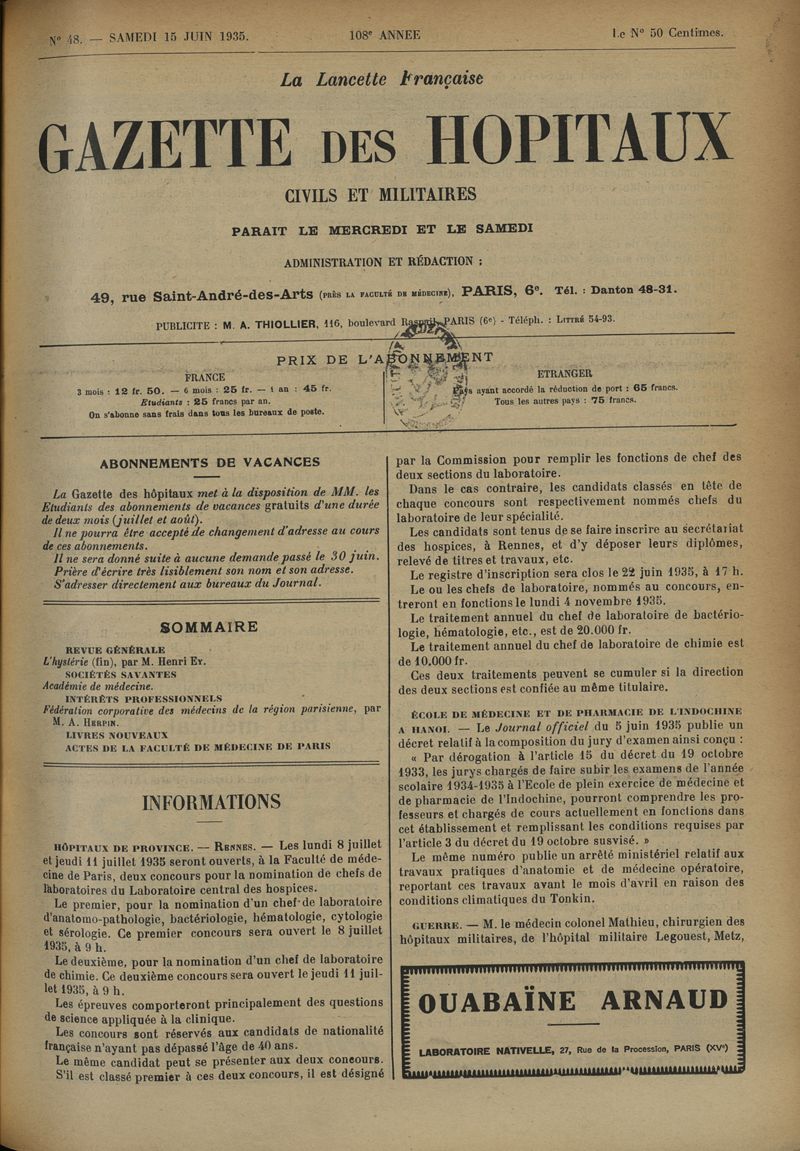 N° 48. — SAMEDI 15 JUIN 1935.
108e ANNEE
Le N° 50 Centimes.
La Lancette Française
GAZETTE DES HOPITAUX
CIVILS ET MILITAIRES
PARAIT LE MERCREDI ET LE SAMEDI
ADMINISTRATION ET RÉDACTION :
49, rue Saint-André-des-Arts (PRÈS LA FACULTÉ DE MÉDECINE), PARIS, 6e. Tél. : Danton 48-31.
PUBLICITE : M. A. THIOLLIER, 116, boulevard Raspail, PARIS (6e) - Téléph. : LITTRÉ 54-93.
PRIX DE L'ABONNEMENT
FRANCE
3 mois : 12 fr. 50. — 6 mois : 25 fr. — 1 an : 45 fr.
Etudiants : 25 francs par an.
On s'abonne sans frais dans tous les bureaux de poste.
ETRANGER
Pays ayant accordé la réduction de port : 65 francs.
Tous les autres pays : 75 francs.
ABONNEMENTS DE VACANCES
La Gazette des hôpitaux met à la disposition de MM. les
Etudiants des abonnements de vacances gratuits d'une durée
de deux mois (juillet et août).
Il ne pourra être accepté de changement d'adresse au cours
de ces abonnements.
Il ne sera donné suite à aucune demande passé le 30 juin.
Prière d'écrire très lisiblement son nom et son adresse.
S'adresser directement aux bureaux du Journal.
SOMMAIRE
REVUE GÉNÉRALE
L'hystérie (fin), par M. Henri EY.
SOCIÉTÉS SAVANTES
Académie de médecine.
INTÉRÊTS PROFESSIONNELS
Fédération corporative des médecins de la région parisienne, par
M. A. HERPIN.
LIVRES NOUVEAUX
ACTES DE LA FACULTÉ DE MÉDECINE DE PARIS
INFORMATIONS
HÔPITAUX DE PROVINCE. — RENNES. — Les lundi 8 juillet
et jeudi 11 juillet 1935 seront ouverts, à la Faculté de méde-
cine de Paris, deux concours pour la nomination de chefs de
laboratoires du Laboratoire central des hospices.
Le premier, pour la nomination d'un chef de laboratoire
d'anatomo-pathologie, bactériologie, hématologie, cytologie
et sérologie. Ce premier concours sera ouvert le 8 juillet
1935, à 9 h.
Le deuxième, pour la nomination d'un chef de laboratoire
de chimie. Ce deuxième concours sera ouvert le jeudi 11 juil-
let 1935, à 9 h.
Les épreuves comporteront principalement des questions
de science appliquée à la clinique.
Les concours sont réservés aux candidats de nationalité
française n'ayant pas dépassé l'âge de 40 ans.
Le même candidat peut se présenter aux deux concours.
S'il est classé premier à ces deux concours, il est désigné
par la Commission pour remplir les fonctions de chef des
deux sections du laboratoire.
Dans le cas contraire, les candidats classés en tête de
chaque concours sont respectivement nommés chefs du
laboratoire de leur spécialité.
Les candidats sont tenus de se faire inscrire au secrétariat
des hospices, à Rennes, et d'y déposer leurs diplômes,
relevé de titres et travaux, etc.
Le registre d'inscription sera clos le 22 juin 1935, à 17 h.
Le ou les chefs de laboratoire, nommés au concours, en-
treront en fonctions le lundi 4 novembre 1935.
Le traitement annuel du chef de laboratoire de bactério-
logie, hématologie, etc., est de 20.000 fr.
Le traitement annuel du chef de laboratoire de chimie est
de 10.000 fr.
Ces deux traitements peuvent se cumuler si la direction
des deux sections est confiée au même titulaire.
ÉCOLE DE MÉDECINE ET DE PHARMACIE DE L'INDOCHINE
A HANOI. — Le Journal officiel du 5 juin 1935 publie un
décret relatif à la composition du jury d'examen ainsi conçu :
« Par dérogation à l'article 15 du décret du 19 octobre
1933, les jurys chargés de faire subir les examens de l'année
scolaire 1934-1935 à l'Ecole de plein exercice de médecine et
de pharmacie de l'Indochine, pourront comprendre les pro-
fesseurs et chargés de cours actuellement en fonctions dans
cet établissement et remplissant les conditions requises par
l'article 3 du décret du 19 octobre susvisé. »
Le même numéro publie un arrêté ministériel relatif aux
travaux pratiques d'anatomie et de médecine opératoire,
reportant ces travaux avant le mois d'avril en raison des
conditions climatiques du Tonkin.
GUERRE. — M. le médecin colonel Mathieu, chirurgien des
hôpitaux militaires, de l'hôpital militaire Legouest, Metz,
OUABAÏNE ARNAUD
LABORATOIRE NATIVELLE, 27, Rue de la Procession, PARIS (XVe)